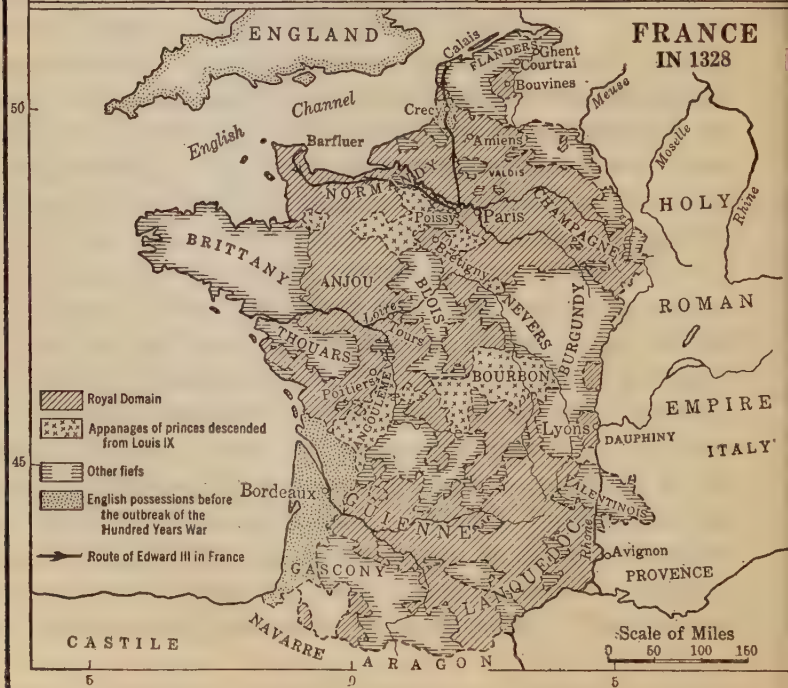 FRANCE
IN 1328
ENGLAND
Calais
FLANDERS
Ghent
Courtrai
Bouvines
50
English
Channel
Crecy
Meuse
Moselle
Rhine
Barfluer
Amiens
VALOIS
HOLY
NORMANDY
Poissy
Paris
CHAMPAGNE
BRITTANY
Bretigny
ANJOU
BLOIS
NEVERS
BURGUNDY
ROMAN
Loire
Tours
THOUARS
Poitiers
BOURBON
ANGOULEME
EMPIRE
Lyons
DAUPHINY
ITALY
Royal Domain
Appanages of princes descended
from Louis IX
Other fiefs
English possessions before
the outbreak of the
Hundred Years War
Route of Edward III in France
45
Bordeaux
VALENTINOIS
GUIENNE
Rhone
Avignon
PROVENCE
GASCONY
LANQUEDOC
NAVARRE
CASTILE
ARAGON
Scale of Miles
0 50 100 150
5
0
5